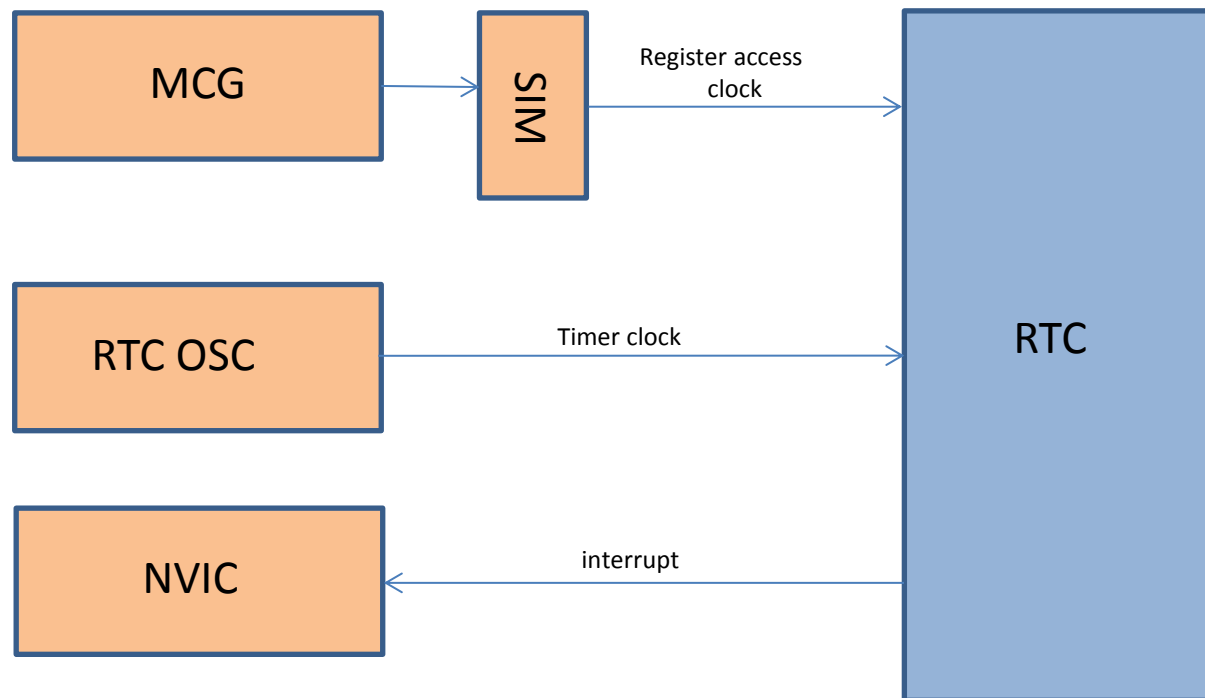 MCG
SIM
Register access
clock
RTC OSC
Timer clock
RTC
NVIC
interrupt